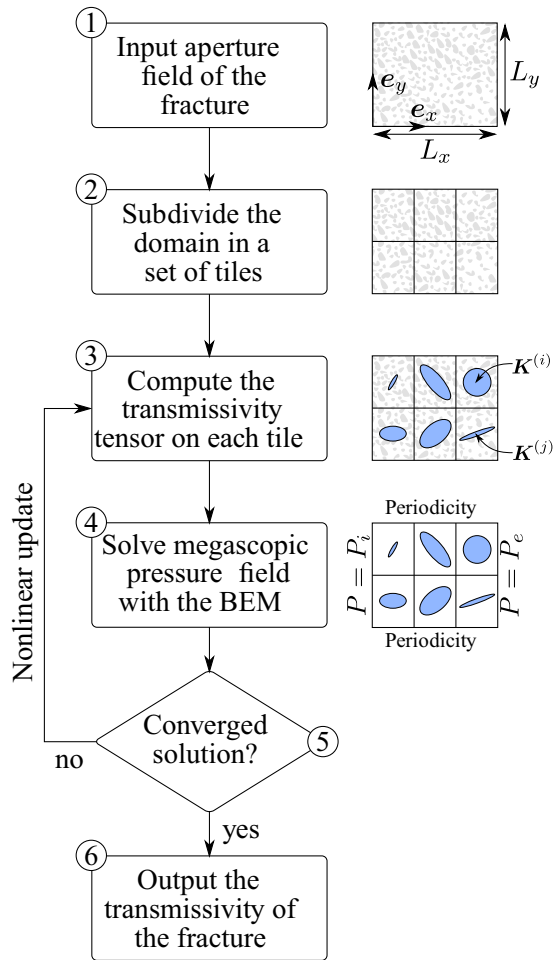 1
Input aperture
field of the
fracture
e_y
e_x
L_y
L_x
2
Subdivide the
domain in a
set of tiles
3
Compute the
transmissivity
tensor on each tile
K^{(i)}
K^{(j)}
Nonlinear update
4
Solve megascopic
pressure field
with the BEM
Periodicity
P = P_i
P = P_e
Periodicity
Converged
solution?
5
no
yes
6
Output the
transmissivity of
the fracture